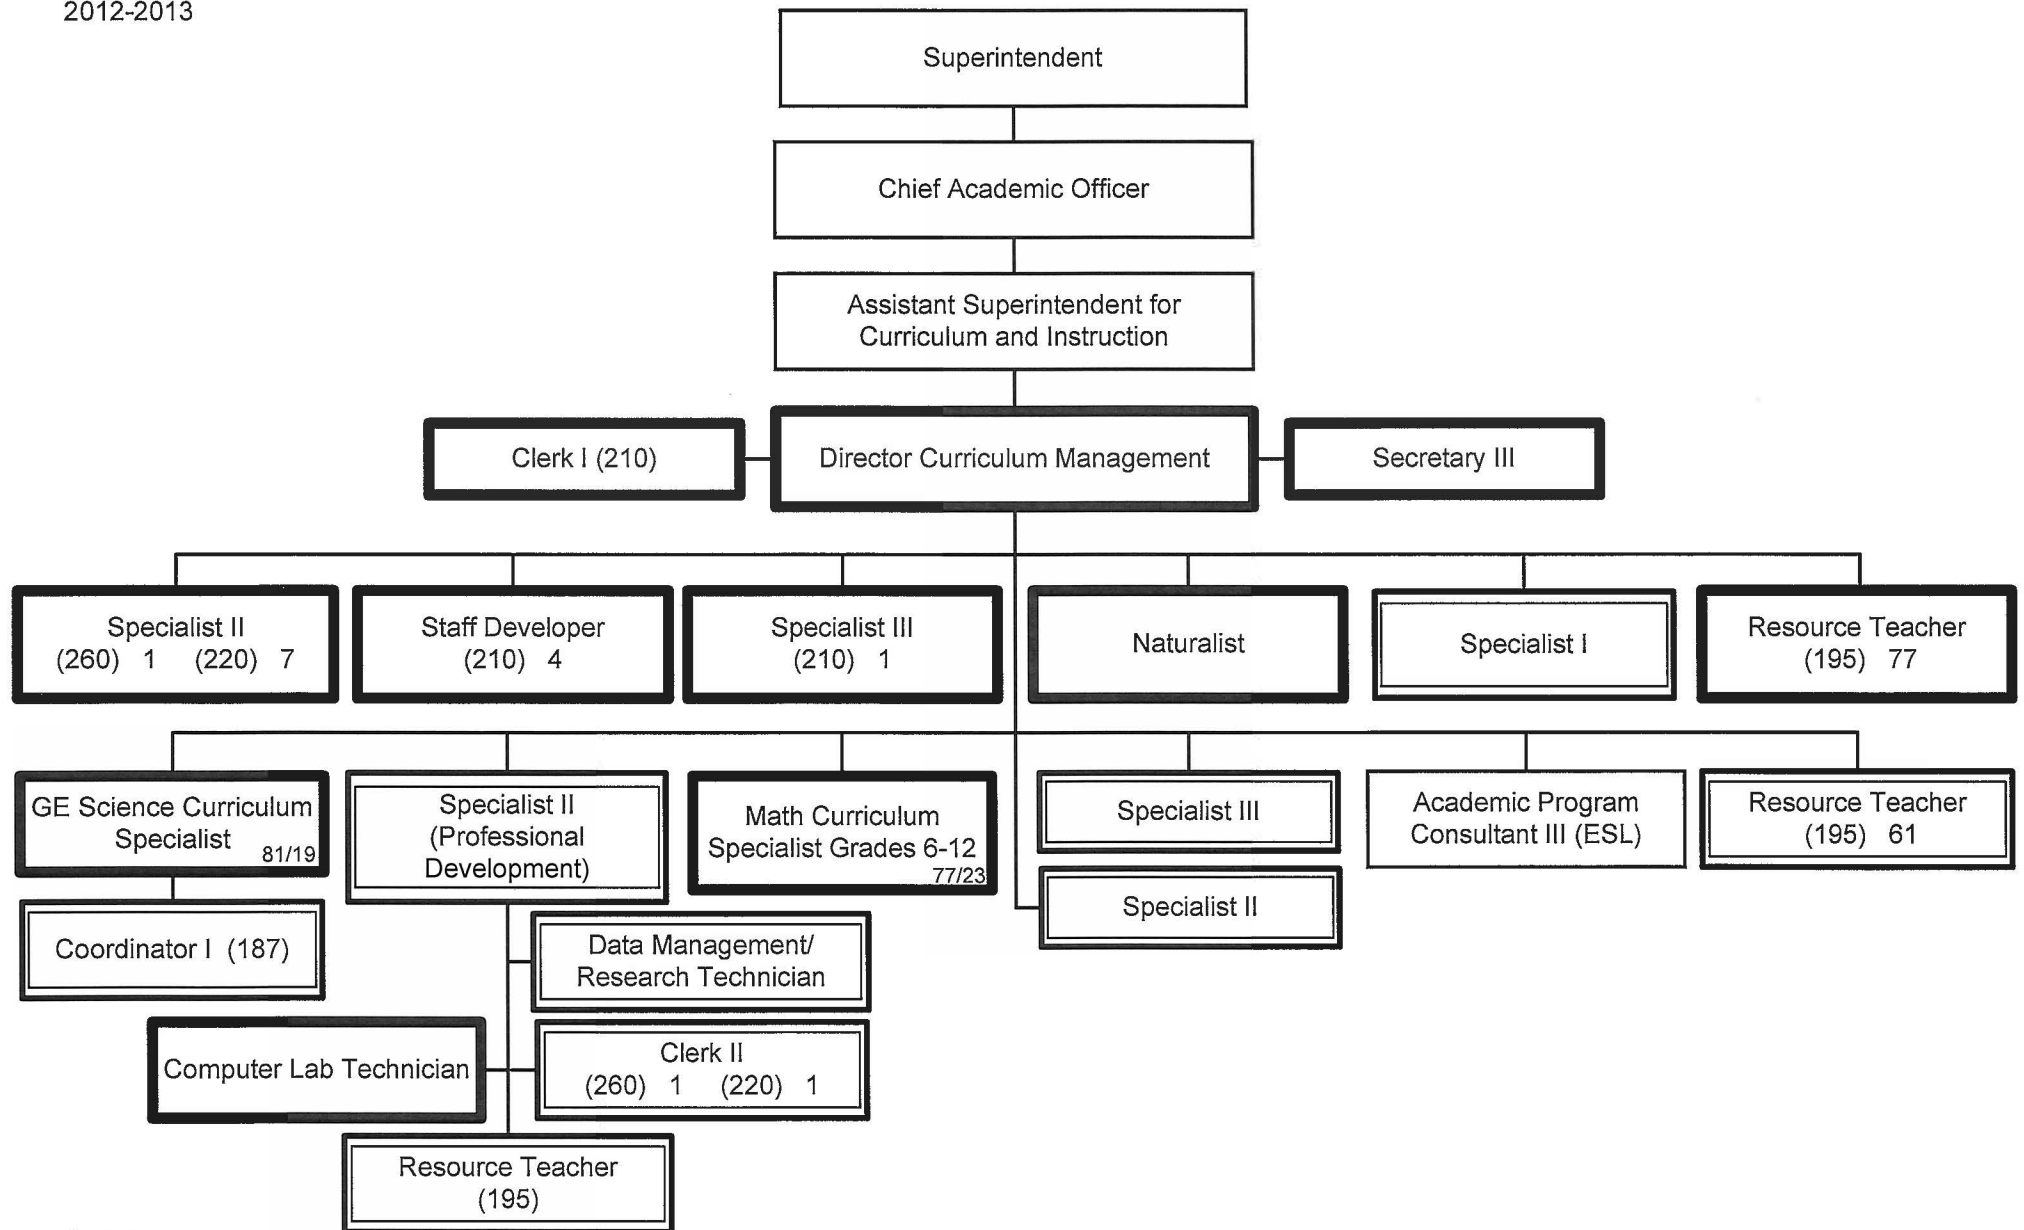 2012-2013
Superintendent
Chief Academic Officer
Assistant Superintendent for
Curriculum and Instruction
Clerk I (210)
Director Curriculum Management
Secretary III
Specialist II
(260) 1 (220) 7
Staff Developer
(210) 4
Specialist III
(210) 1
Naturalist
Specialist I
Resource Teacher
(195) 77
GE Science Curriculum
Specialist
81/19
Specialist II
(Professional
Development)
Math Curriculum
Specialist Grades 6-12
77/23
Specialist III
Academic Program
Consultant III (ESL)
Resource Teacher
(195) 61
Specialist II
Coordinator I (187)
Data Management/
Research Technician
Computer Lab Technician
Clerk II
(260) 1 (220) 1
Resource Teacher
(195)